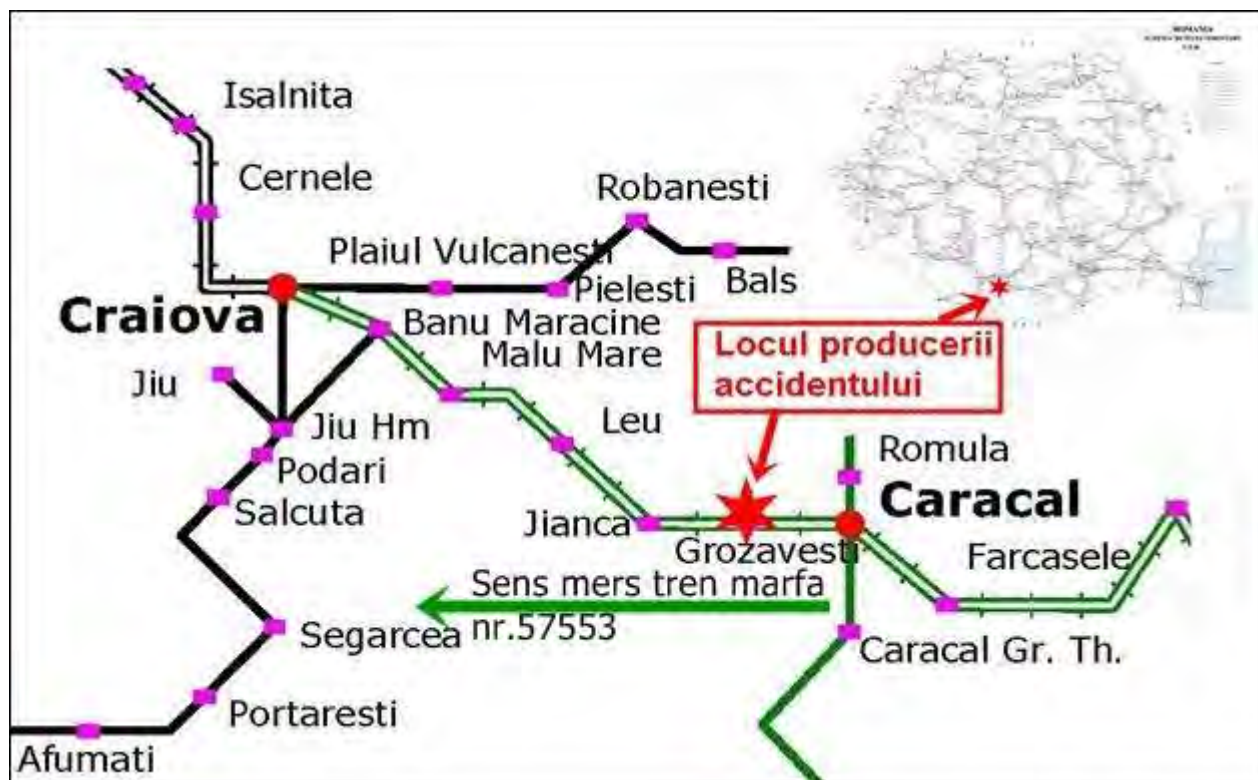 ROMANIA
Isalnita
Cernele
Robanesti
Plaiul Vulcanesti
Pielesti
Bals
Craiova
Banu Maracine
Malu Mare
Locul producerii
accidentului
Jiu
Jiu Hm
Leu
Romula
Podari
Caracal
Salcuta
Jianca
Grozavesti
Farcasele
Sens mers tren marfa
nr.57553
Segarcea
Caracal Gr. Th.
Portaresti
Afumati